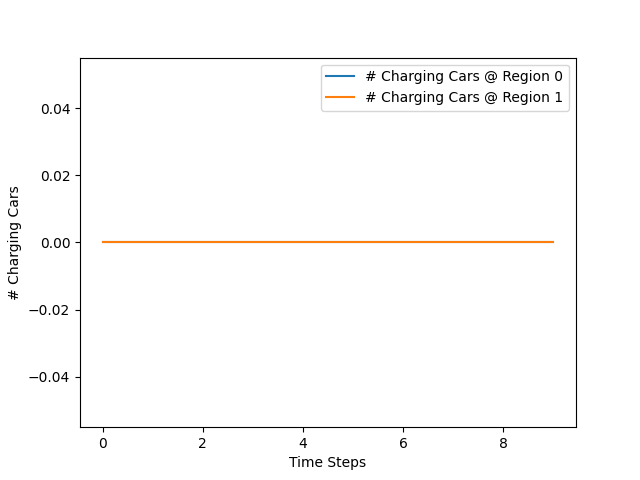 # Charging Cars @ Region 0
# Charging Cars @ Region 1
0.04
0.02
0.00
−0.02
−0.04
# Charging Cars
0 2 4 6 8
Time Steps